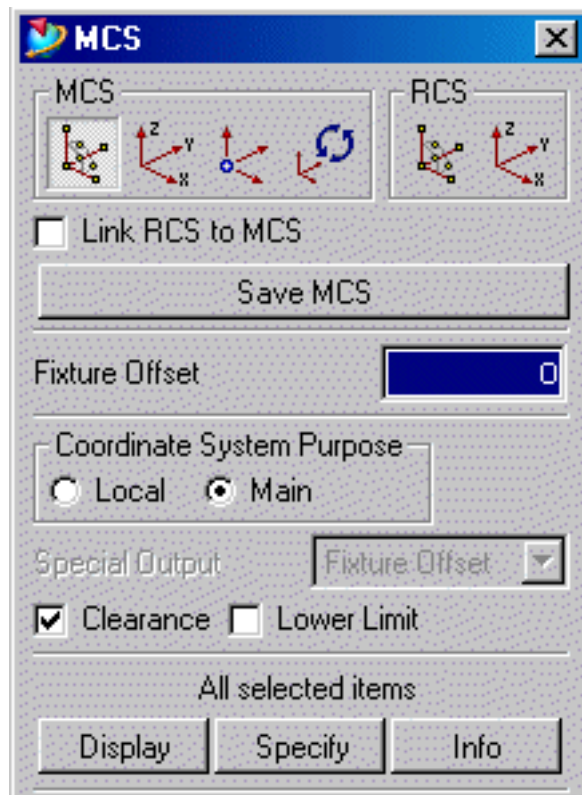 MCS
MCS RCS
Z Y X Z Y X
Link RCS to MCS
Save MCS
Fixture Offset 0
Coordinate System Purpose
Local Main
Special Output Fixture Offset
Clearance Lower Limit
All selected items
Display Specify Info